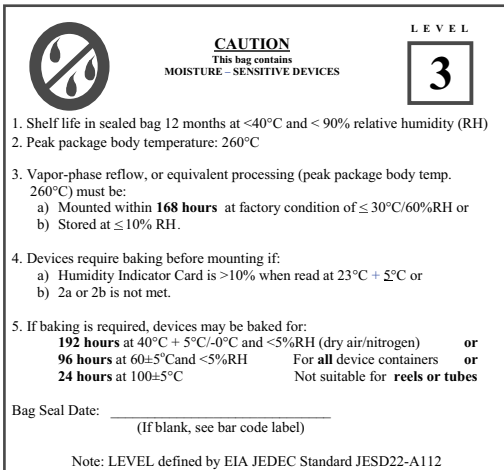 LEVEL
3
CAUTION
This bag contains
MOISTURE – SENSITIVE DEVICES
1. Shelf life in sealed bag 12 months at <40°C and < 90% relative humidity (RH)
2. Peak package body temperature: 260°C
3. Vapor-phase reflow, or equivalent processing (peak package body temp.
260°C) must be:
a) Mounted within 168 hours at factory condition of ≤ 30°C/60%RH or
b) Stored at ≤ 10% RH.
4. Devices require baking before mounting if:
a) Humidity Indicator Card is >10% when read at 23°C + 5°C or
b) 2a or 2b is not met.
5. If baking is required, devices may be baked for:
192 hours at 40°C + 5°C/-0°C and <5%RH (dry air/nitrogen) or
96 hours at 60±5°Cand <5%RH For all device containers or
24 hours at 100±5°C Not suitable for reels or tubes
Bag Seal Date: ________________________________
(If blank, see bar code label)
Note: LEVEL defined by EIA JEDEC Standard JESD22-A112